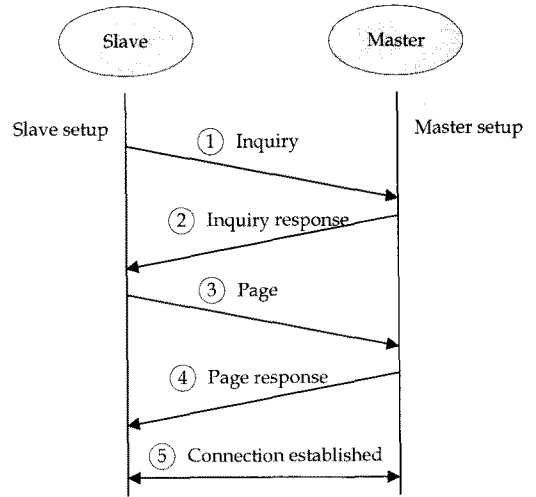 Slave
Master
Slave setup
Master setup
1 Inquiry
2 Inquiry response
3 Page
4 Page response
5 Connection established